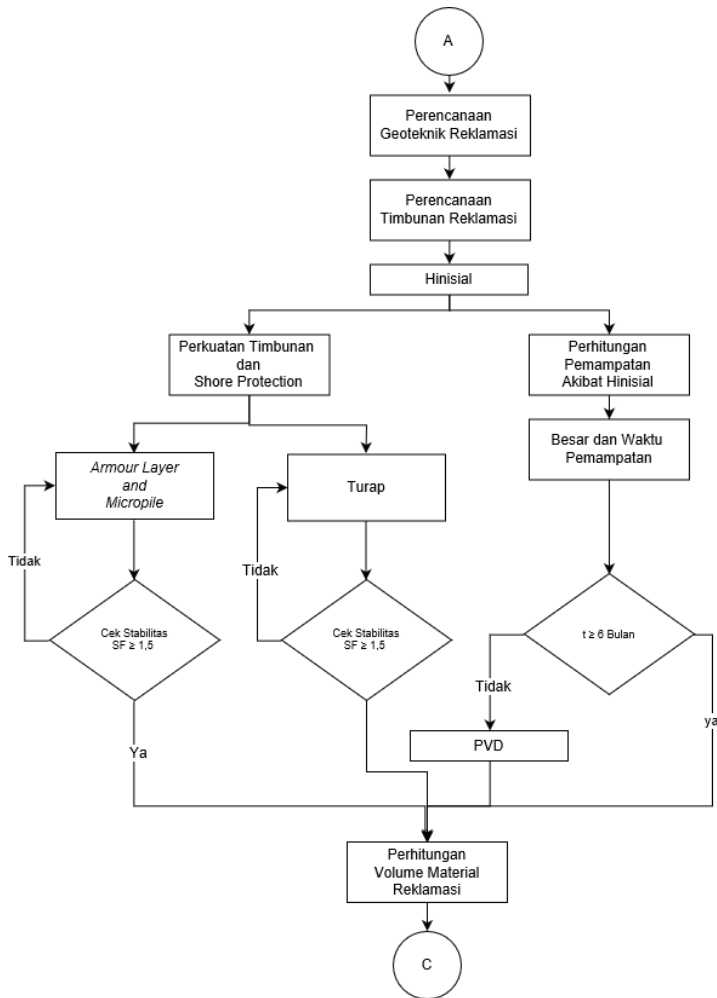 A
Perencanaan
Geoteknik Reklamasi
Perencanaan
Timbunan Reklamasi
Hinisial
Perkuatan Timbunan
dan
Shore Protection
Perhitungan
Pemampatan
Akibat Hinisial
Armour Layer
and
Micropile
Turap
Besar dan Waktu
Pemampatan
Tidak
Tidak
Cek Stabilitas
SF ≥ 1,5
Cek Stabilitas
SF ≥ 1,5
t ≥ 6 Bulan
Tidak
ya
Ya
PVD
Perhitungan
Volume Material
Reklamasi
C